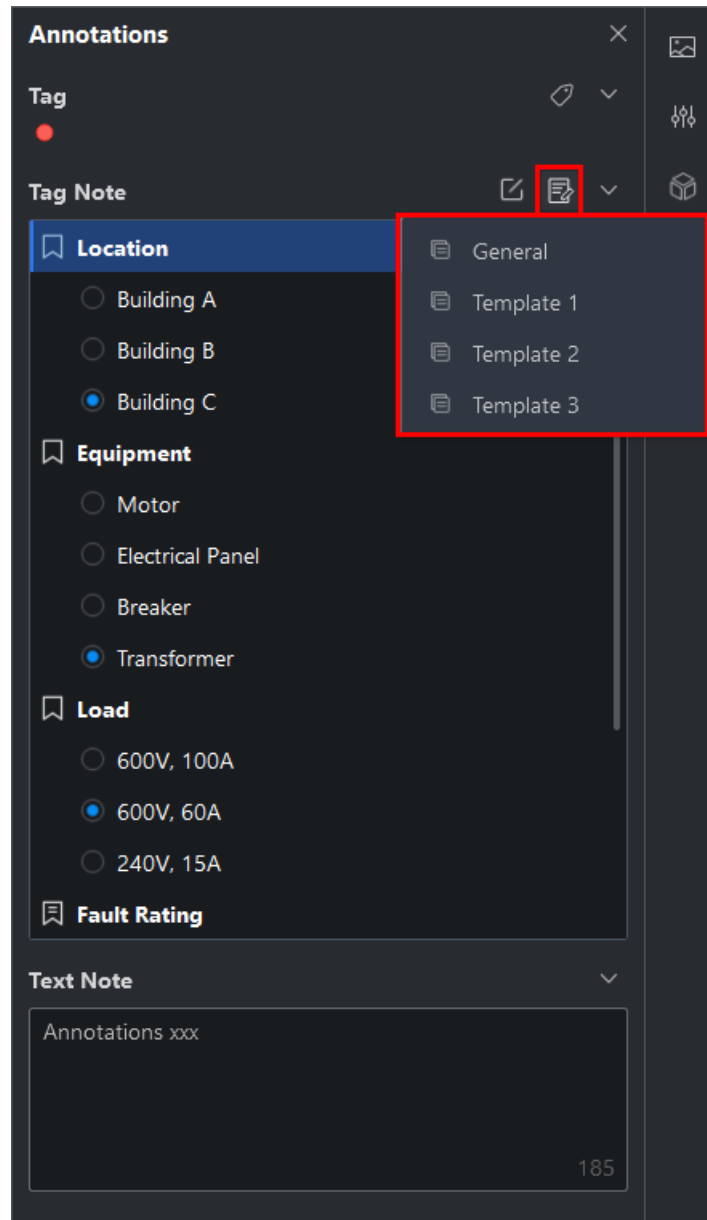 Annotations
Tag
Tag Note
Location
General
Building A
Template 1
Building B
Template 2
Building C
Template 3
Equipment
Motor
Electrical Panel
Breaker
Transformer
Load
600V, 100A
600V, 60A
240V, 15A
Fault Rating
Text Note
Annotations xxx
185